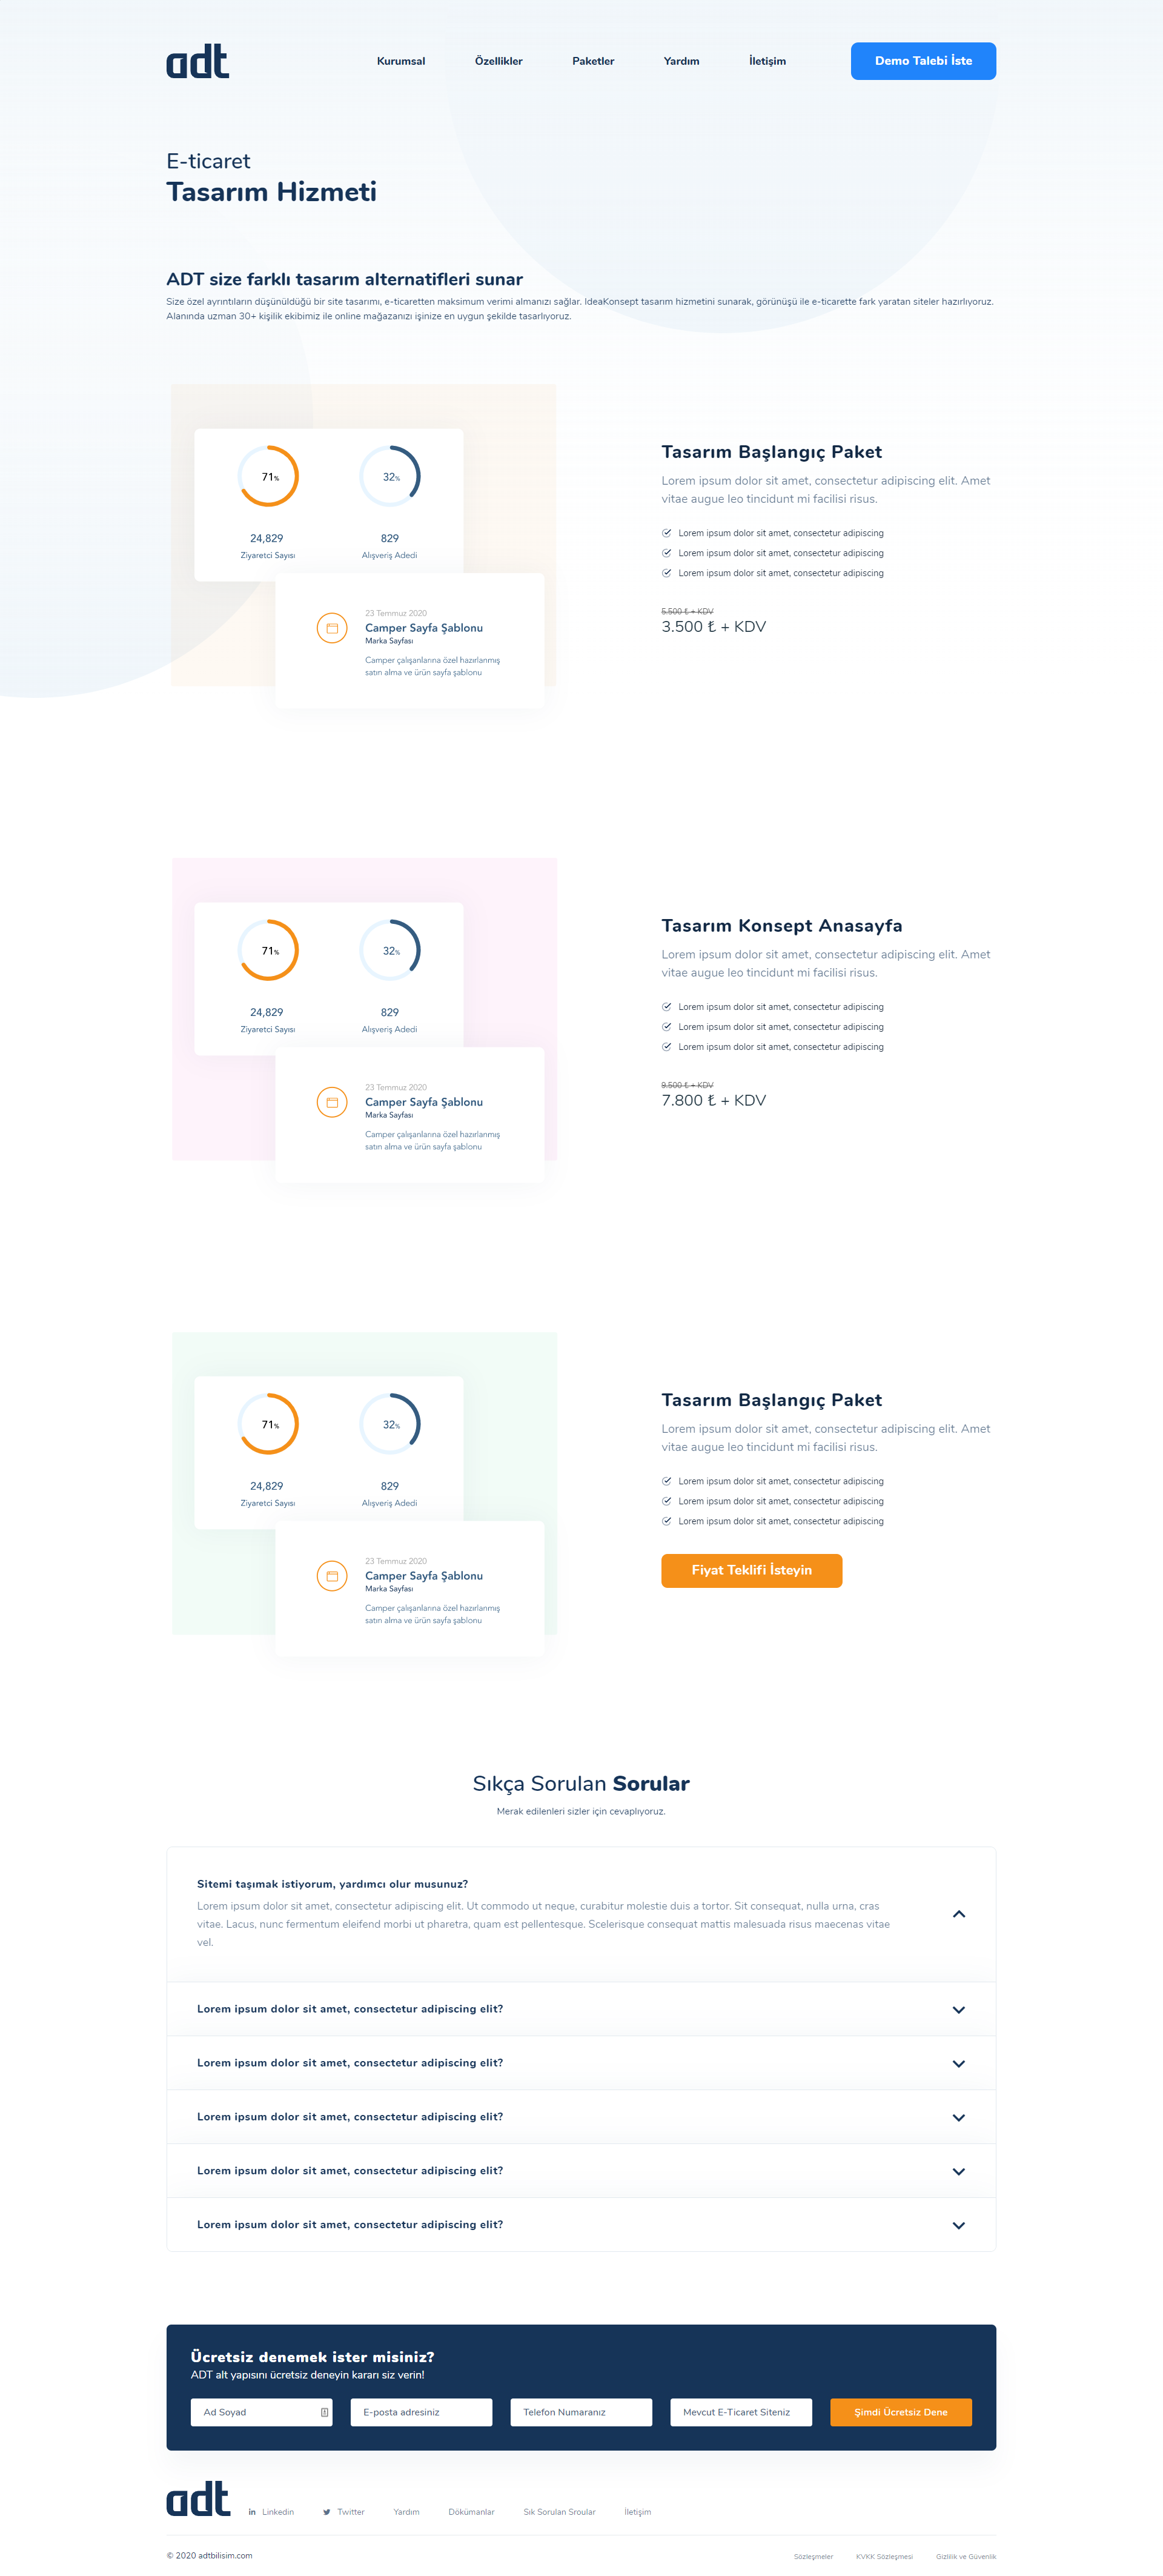 adt
Kurumsal
Özellikler
Paketler
Yardım
İletişim
Demo Talebi İste
E-ticaret
Tasarım Hizmeti
ADT size farklı tasarım alternatifleri sunar
Size özel ayrıntıların düşünüldüğü bir site tasarımı, e-ticaretten maksimum verimi almanızı sağlar. IdeaKonsept tasarım hizmetini sunarak, görünüşü ile e-ticarette fark yaratan siteler hazırlıyoruz.
Alanında uzman 30+ kişilik ekibimiz ile online mağazanızı işinize en uygun şekilde tasarlıyoruz.
71%
32%
24,829
829
Ziyaretci Sayısı
Alışveriş Adedi
23 Temmuz 2020
Camper Sayfa Şablonu
Marka Sayfası
Camper çalışanlarına özel hazırlanmış
satın alma ve ürün sayfa şablonu
Tasarım Başlangıç Paket
Lorem ipsum dolor sit amet, consectetur adipiscing elit. Amet
vitae augue leo tincidunt mi facilisi risus.
Lorem ipsum dolor sit amet, consectetur adipiscing
Lorem ipsum dolor sit amet, consectetur adipiscing
Lorem ipsum dolor sit amet, consectetur adipiscing
5.500 ₺ + KDV
3.500 ₺ + KDV
71%
32%
24,829
829
Ziyaretci Sayısı
Alışveriş Adedi
23 Temmuz 2020
Camper Sayfa Şablonu
Marka Sayfası
Camper çalışanlarına özel hazırlanmış
satın alma ve ürün sayfa şablonu
Tasarım Konsept Anasayfa
Lorem ipsum dolor sit amet, consectetur adipiscing elit. Amet
vitae augue leo tincidunt mi facilisi risus.
Lorem ipsum dolor sit amet, consectetur adipiscing
Lorem ipsum dolor sit amet, consectetur adipiscing
Lorem ipsum dolor sit amet, consectetur adipiscing
9.500 ₺ + KDV
7.800 ₺ + KDV
71%
32%
24,829
829
Ziyaretci Sayısı
Alışveriş Adedi
23 Temmuz 2020
Camper Sayfa Şablonu
Marka Sayfası
Camper çalışanlarına özel hazırlanmış
satın alma ve ürün sayfa şablonu
Tasarım Başlangıç Paket
Lorem ipsum dolor sit amet, consectetur adipiscing elit. Amet
vitae augue leo tincidunt mi facilisi risus.
Lorem ipsum dolor sit amet, consectetur adipiscing
Lorem ipsum dolor sit amet, consectetur adipiscing
Lorem ipsum dolor sit amet, consectetur adipiscing
Fiyat Teklifi İsteyin
Sıkça Sorulan Sorular
Merak edilenleri sizler için cevaplıyoruz.
Sitemi taşımak istiyorum, yardımcı olur musunuz?
Lorem ipsum dolor sit amet, consectetur adipiscing elit. Ut commodo ut neque, curabitur molestie duis a tortor. Sit consequat, nulla urna, cras
vitae. Lacus, nunc fermentum eleifend morbi ut pharetra, quam est pellentesque. Scelerisque consequat mattis malesuada risus maecenas vitae
vel.
Lorem ipsum dolor sit amet, consectetur adipiscing elit?
Lorem ipsum dolor sit amet, consectetur adipiscing elit?
Lorem ipsum dolor sit amet, consectetur adipiscing elit?
Lorem ipsum dolor sit amet, consectetur adipiscing elit?
Lorem ipsum dolor sit amet, consectetur adipiscing elit?
Ücretsiz denemek ister misiniz?
ADT alt yapısını ücretsiz deneyin kararı siz verin!
Ad Soyad
E-posta adresiniz
Telefon Numaranız
Mevcut E-Ticaret Siteniz
Şimdi Ücretsiz Dene
adt
Linkedin
Twitter
Yardım
Dökümanlar
Sık Sorulan Sroular
İletişim
© 2020 adtbilisim.com
Sözleşmeler
KVKK Sözleşmesi
Gizlilik ve Güvenlik